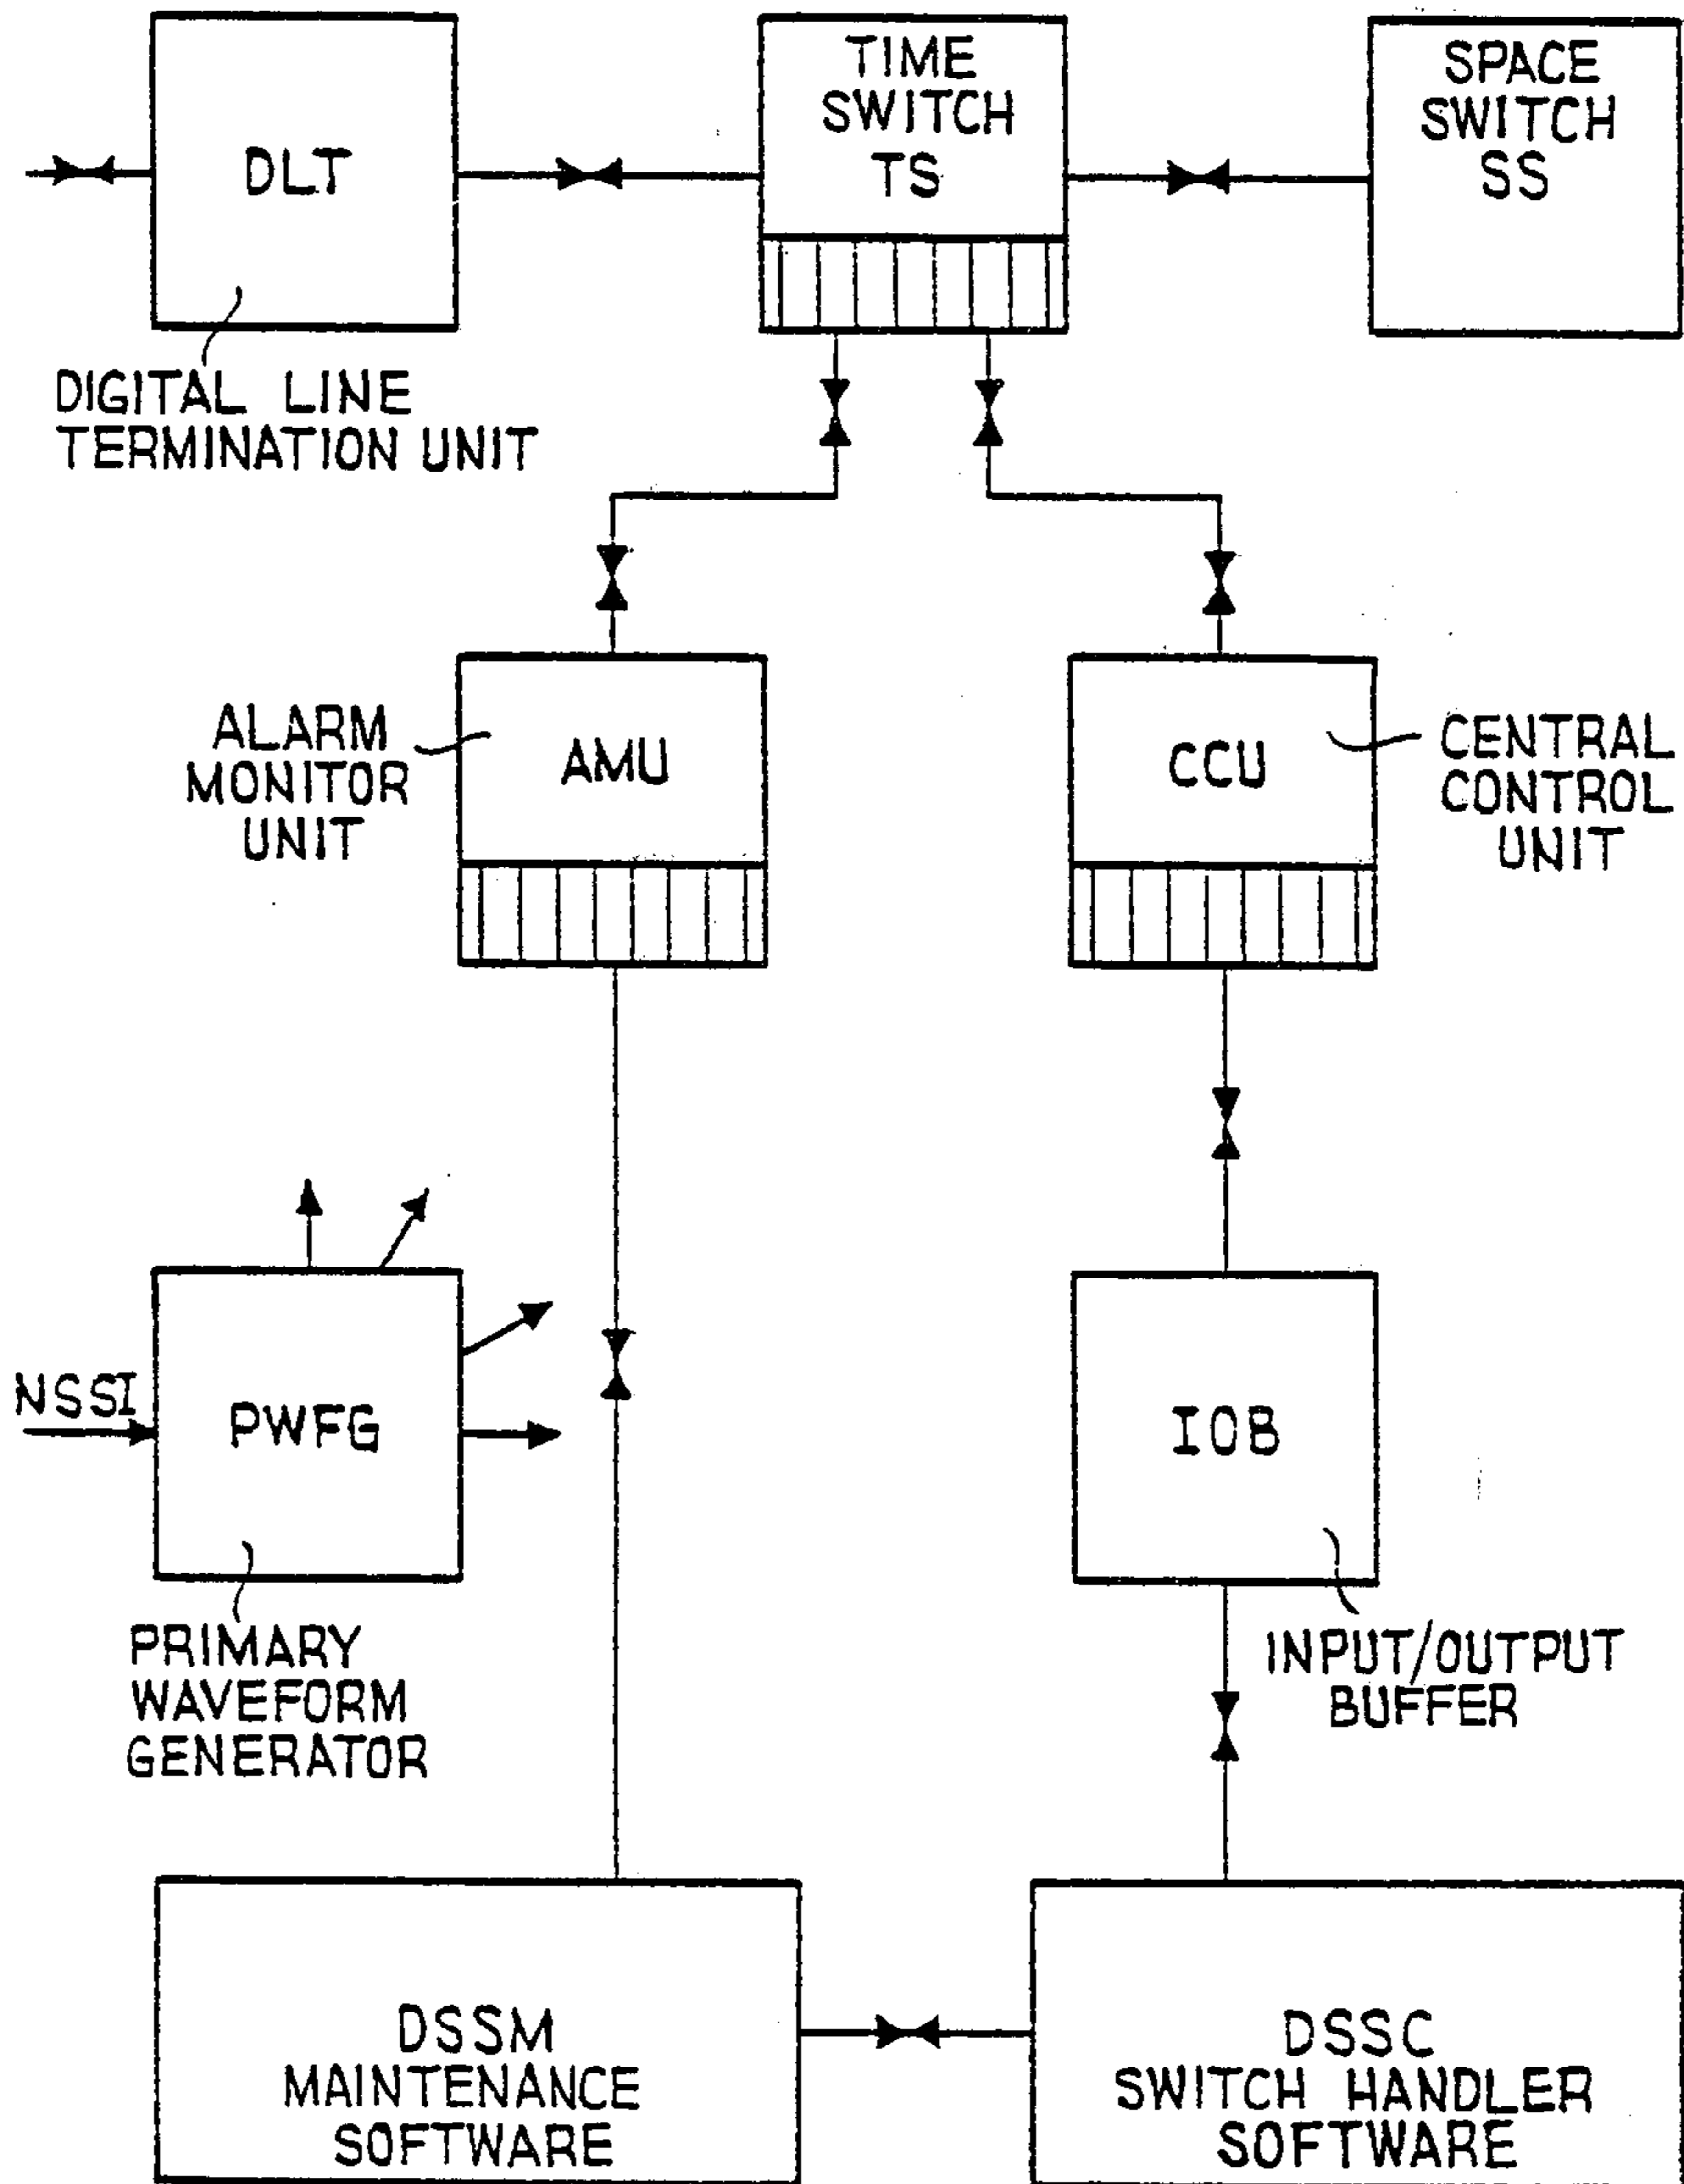 DLT
TIME
SWITCH
TS
SPACE
SWITCH
SS
DIGITAL LINE
TERMINATION UNIT
ALARM
MONITOR
UNIT
AMU
CCU
CENTRAL
CONTROL
UNIT
NSSI
PWFG
IOB
PRIMARY
WAVEFORM
GENERATOR
INPUT/OUTPUT
BUFFER
DSSM
MAINTENANCE
SOFTWARE
DSSC
SWITCH HANDLER
SOFTWARE